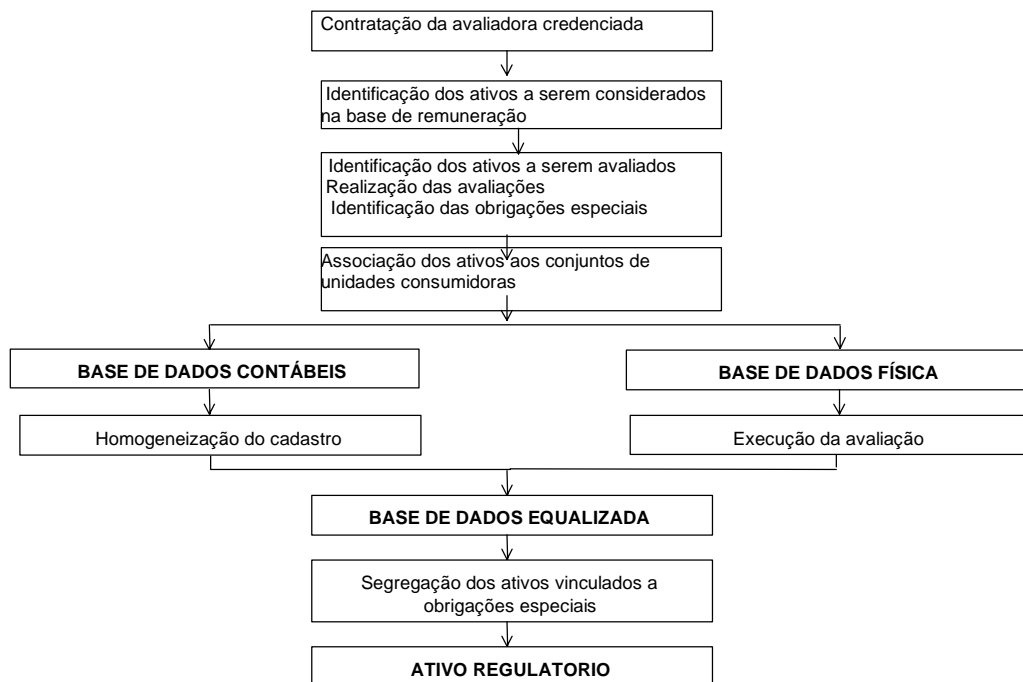 Contratação da avaliadora credenciada
Identificação dos ativos a serem considerados
na base de remuneração
Identificação dos ativos a serem avaliados
Realização das avaliações
Identificação das obrigações especiais
Associação dos ativos aos conjuntos de
unidades consumidoras
BASE DE DADOS CONTÁBEIS
BASE DE DADOS FÍSICA
Homogeneização do cadastro
Execução da avaliação
BASE DE DADOS EQUALIZADA
Segregação dos ativos vinculados a
obrigações especiais
ATIVO REGULATORIO